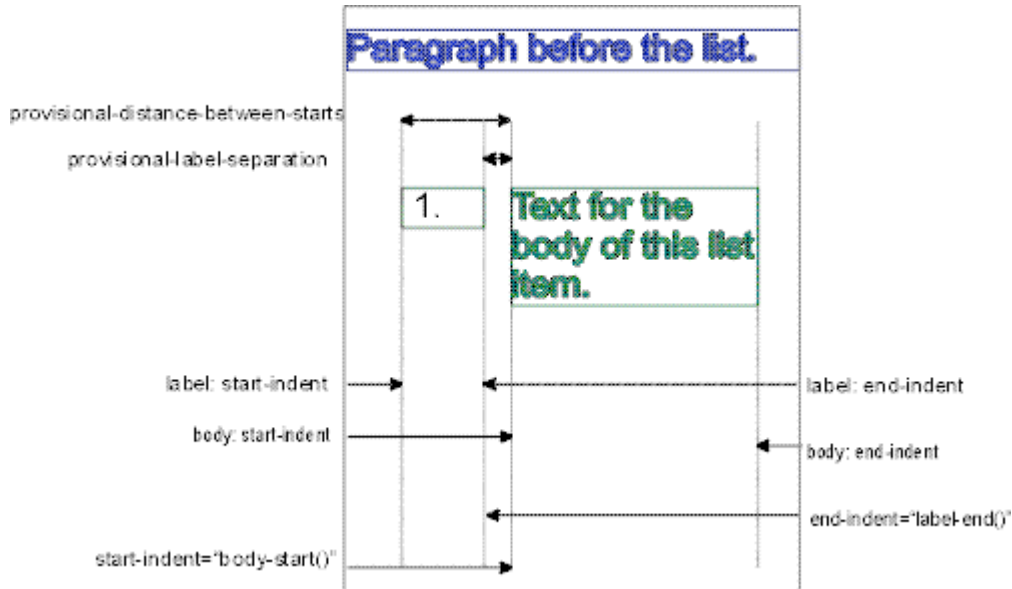 Paragraph before the list.
provisional-distance-between-starts
provisional-label-separation
1.
Text for the
body of this list
item.
label: start-indent
label: end-indent
body: start-indent
body: end-indent
end-indent="label-end()"
start-indent="body-start()"